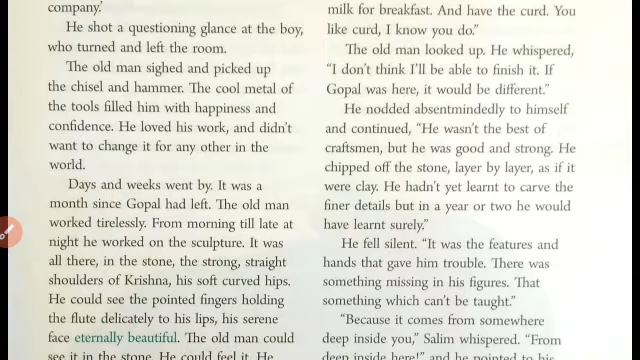 company.'
He shot a questioning glance at the boy,
who turned and left the room.
The old man sighed and picked up
the chisel and hammer. The cool metal of
the tools filled him with happiness and
confidence. He loved his work, and didn't
want to change it for any other in the
world.
Days and weeks went by. It was a
month since Gopal had left. The old man
worked tirelessly. From morning till late at
night he worked on the sculpture. It was
all there, in the stone, the strong, straight
shoulders of Krishna, his soft curved hips.
He could see the pointed fingers holding
the flute delicately to his lips, his serene
face eternally beautiful. The old man could
see it in the stone. He could feel it. He
milk for breakfast. And have the curd. You
like curd, I know you do."
The old man looked up. He whispered,
"I don't think I'll be able to finish it. If
Gopal was here, it would be different."
He nodded absentmindedly to himself
and continued, "He wasn't the best of
craftsmen, but he was good and strong. He
chipped off the stone, layer by layer, as if it
were clay. He hadn't yet learnt to carve the
finer details but in a year or two he would
have learnt surely."
He fell silent. "It was the features and
hands that gave him trouble. There was
something missing in his figures. That
something which can't be taught."
"Because it comes from somewhere
deep inside you," Salim whispered. "From
deep inside here!" and he pointed to his